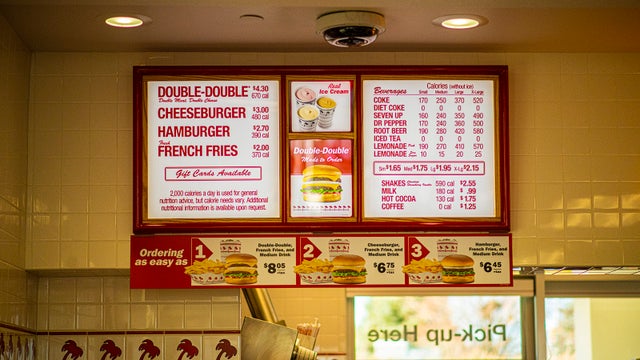 DOUBLE-DOUBLE $4.30
Double Meat Double Cheese 670 cal
CHEESEBURGER $3.00
480 cal
HAMBURGER $2.70
390 cal
Fresh
FRENCH FRIES $2.00
370 cal
Gift Cards Available
2,000 calories a day is used for general
nutrition advice, but calorie needs vary. Additional
nutritional information is available upon request.
Real
Ice Cream
Double-Double
Made to Order
Beverages Calories (without ice)
Small Medium Large X-Large
COKE 170 250 370 520
DIET COKE 0 0 0 0
SEVEN UP 160 240 350 490
DR PEPPER 170 240 360 500
ROOT BEER 190 280 420 580
ICED TEA 0 0 0 0
LEMONADE 190 270 410 570
LEMONADE 10 15 20 25
Sm $1.65 Med $1.75 Lg $1.95 X-Lg $2.15
SHAKES 590 cal $2.55
MILK 180 cal $ .99
HOT COCOA 130 cal $1.75
COFFEE 0 cal $1.25
Ordering
as easy as
1
Double-Double,
French Fries, and
Medium Drink
$805
2
Cheeseburger,
French Fries, and
Medium Drink
$675
3
Hamburger,
French Fries, and
Medium Drink
$645
Pick-up Here